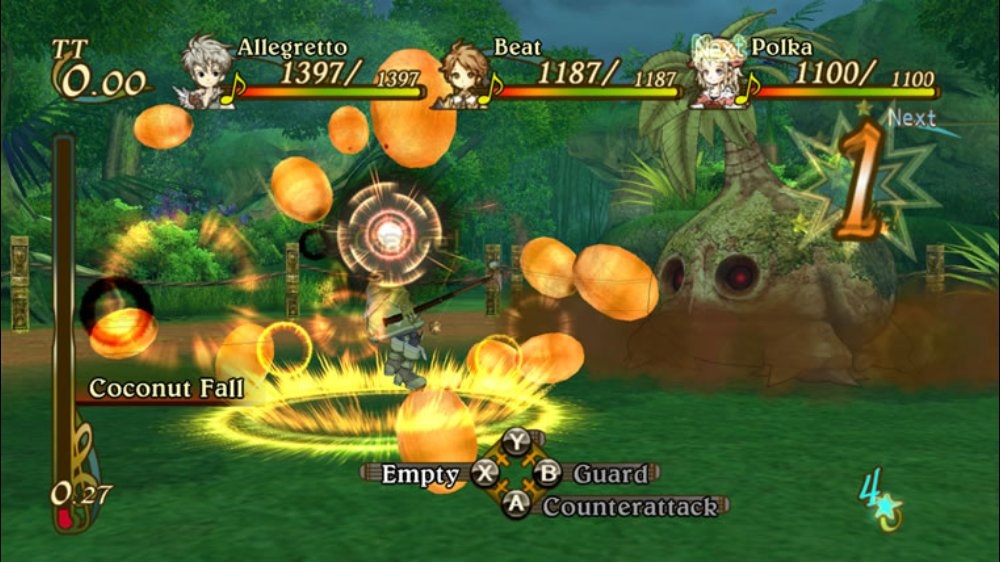 TT
0.00
Allegretto
1397/ 1397
Beat
1187/ 1187
Next
Polka
1100/ 1100
Next
1
Coconut Fall
Y
Empty X B Guard
A Counterattack
0.27
4